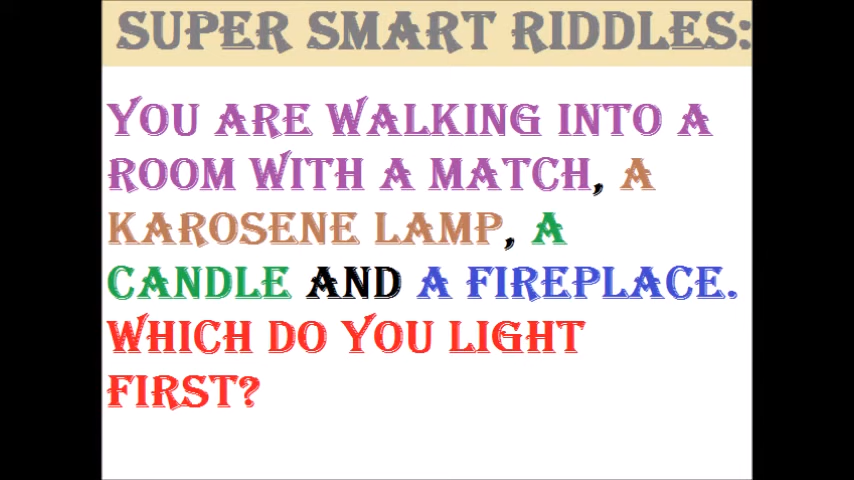 SUPER SMART RIDDLES:
YOU ARE WALKING INTO A
ROOM WITH A MATCH, A
KAROSENE LAMP, A
CANDLE AND A FIREPLACE.
WHICH DO YOU LIGHT
FIRST?